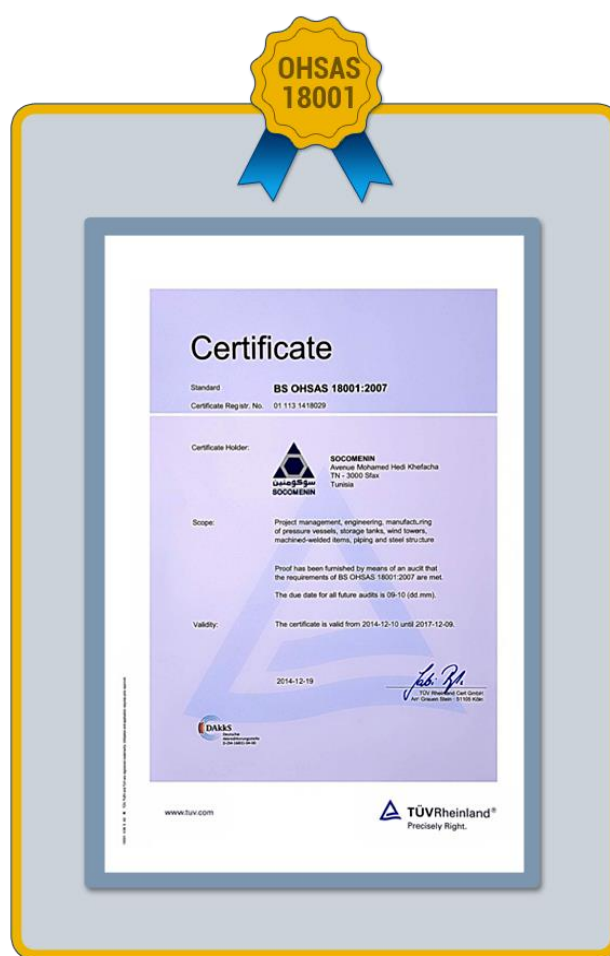 OHSAS
18001
Certificate
Standard BS OHSAS 18001:2007
Certificate Registr. No. 01 113 1418029
Certificate Holder:
سوكومنين
SOCOMENIN
SOCOMENIN
Avenue Mohamed Hedi Khefacha
TN - 3000 Sfax
Tunisia
Scope:
Project management, engineering, manufacturing
of pressure vessels, storage tanks, wind towers,
machined-welded items, piping and steel structure
Proof has been furnished by means of an audit that
the requirements of BS OHSAS 18001:2007 are met.
The due date for all future audits is 09-10 (dd.mm).
Validity:
The certificate is valid from 2014-12-10 until 2017-12-09.
2014-12-19
TÜV Rheinland Cert GmbH
Am Grauen Stein · 51105 Köln
DAkkS
Deutsche
Akkreditierungsstelle
www.tuv.com
TÜVRheinland®
Precisely Right.